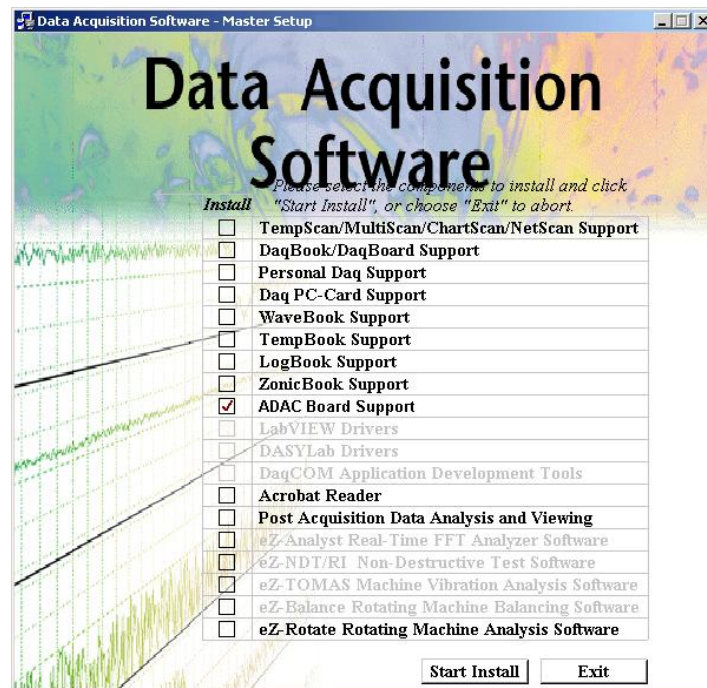 Data Acquisition Software - Master Setup
Data Acquisition
Software
Please select the components to install and click
Install "Start Install", or choose "Exit" to abort.
TempScan/MultiScan/ChartScan/NetScan Support
DaqBook/DaqBoard Support
Personal Daq Support
Daq PC-Card Support
WaveBook Support
TempBook Support
LogBook Support
ZonicBook Support
ADAC Board Support
LabVIEW Drivers
DASYLab Drivers
DaqCOM Application Development Tools
Acrobat Reader
Post Acquisition Data Analysis and Viewing
eZ-Analyst Real-Time FFT Analyzer Software
eZ-NDT/RI Non-Destructive Test Software
eZ-TOMAS Machine Vibration Analysis Software
eZ-Balance Rotating Machine Balancing Software
eZ-Rotate Rotating Machine Analysis Software
Start Install Exit